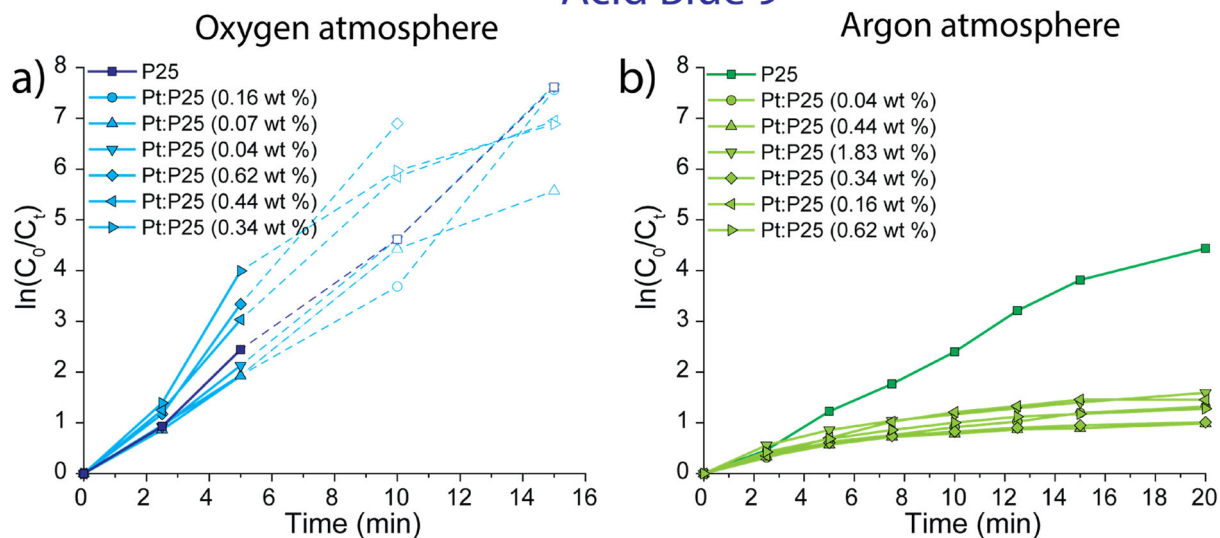 Acid Blue 9
Oxygen atmosphere
a)
8
7
6
5
4
3
2
1
0
ln(C₀/Cₜ)
P25
Pt:P25 (0.16 wt %)
Pt:P25 (0.07 wt %)
Pt:P25 (0.04 wt %)
Pt:P25 (0.62 wt %)
Pt:P25 (0.44 wt %)
Pt:P25 (0.34 wt %)
0 2 4 6 8 10 12 14 16
Time (min)
Argon atmosphere
b)
8
7
6
5
4
3
2
1
0
ln(C₀/Cₜ)
P25
Pt:P25 (0.04 wt %)
Pt:P25 (0.44 wt %)
Pt:P25 (1.83 wt %)
Pt:P25 (0.34 wt %)
Pt:P25 (0.16 wt %)
Pt:P25 (0.62 wt %)
0 2 4 6 8 10 12 14 16 18 20
Time (min)